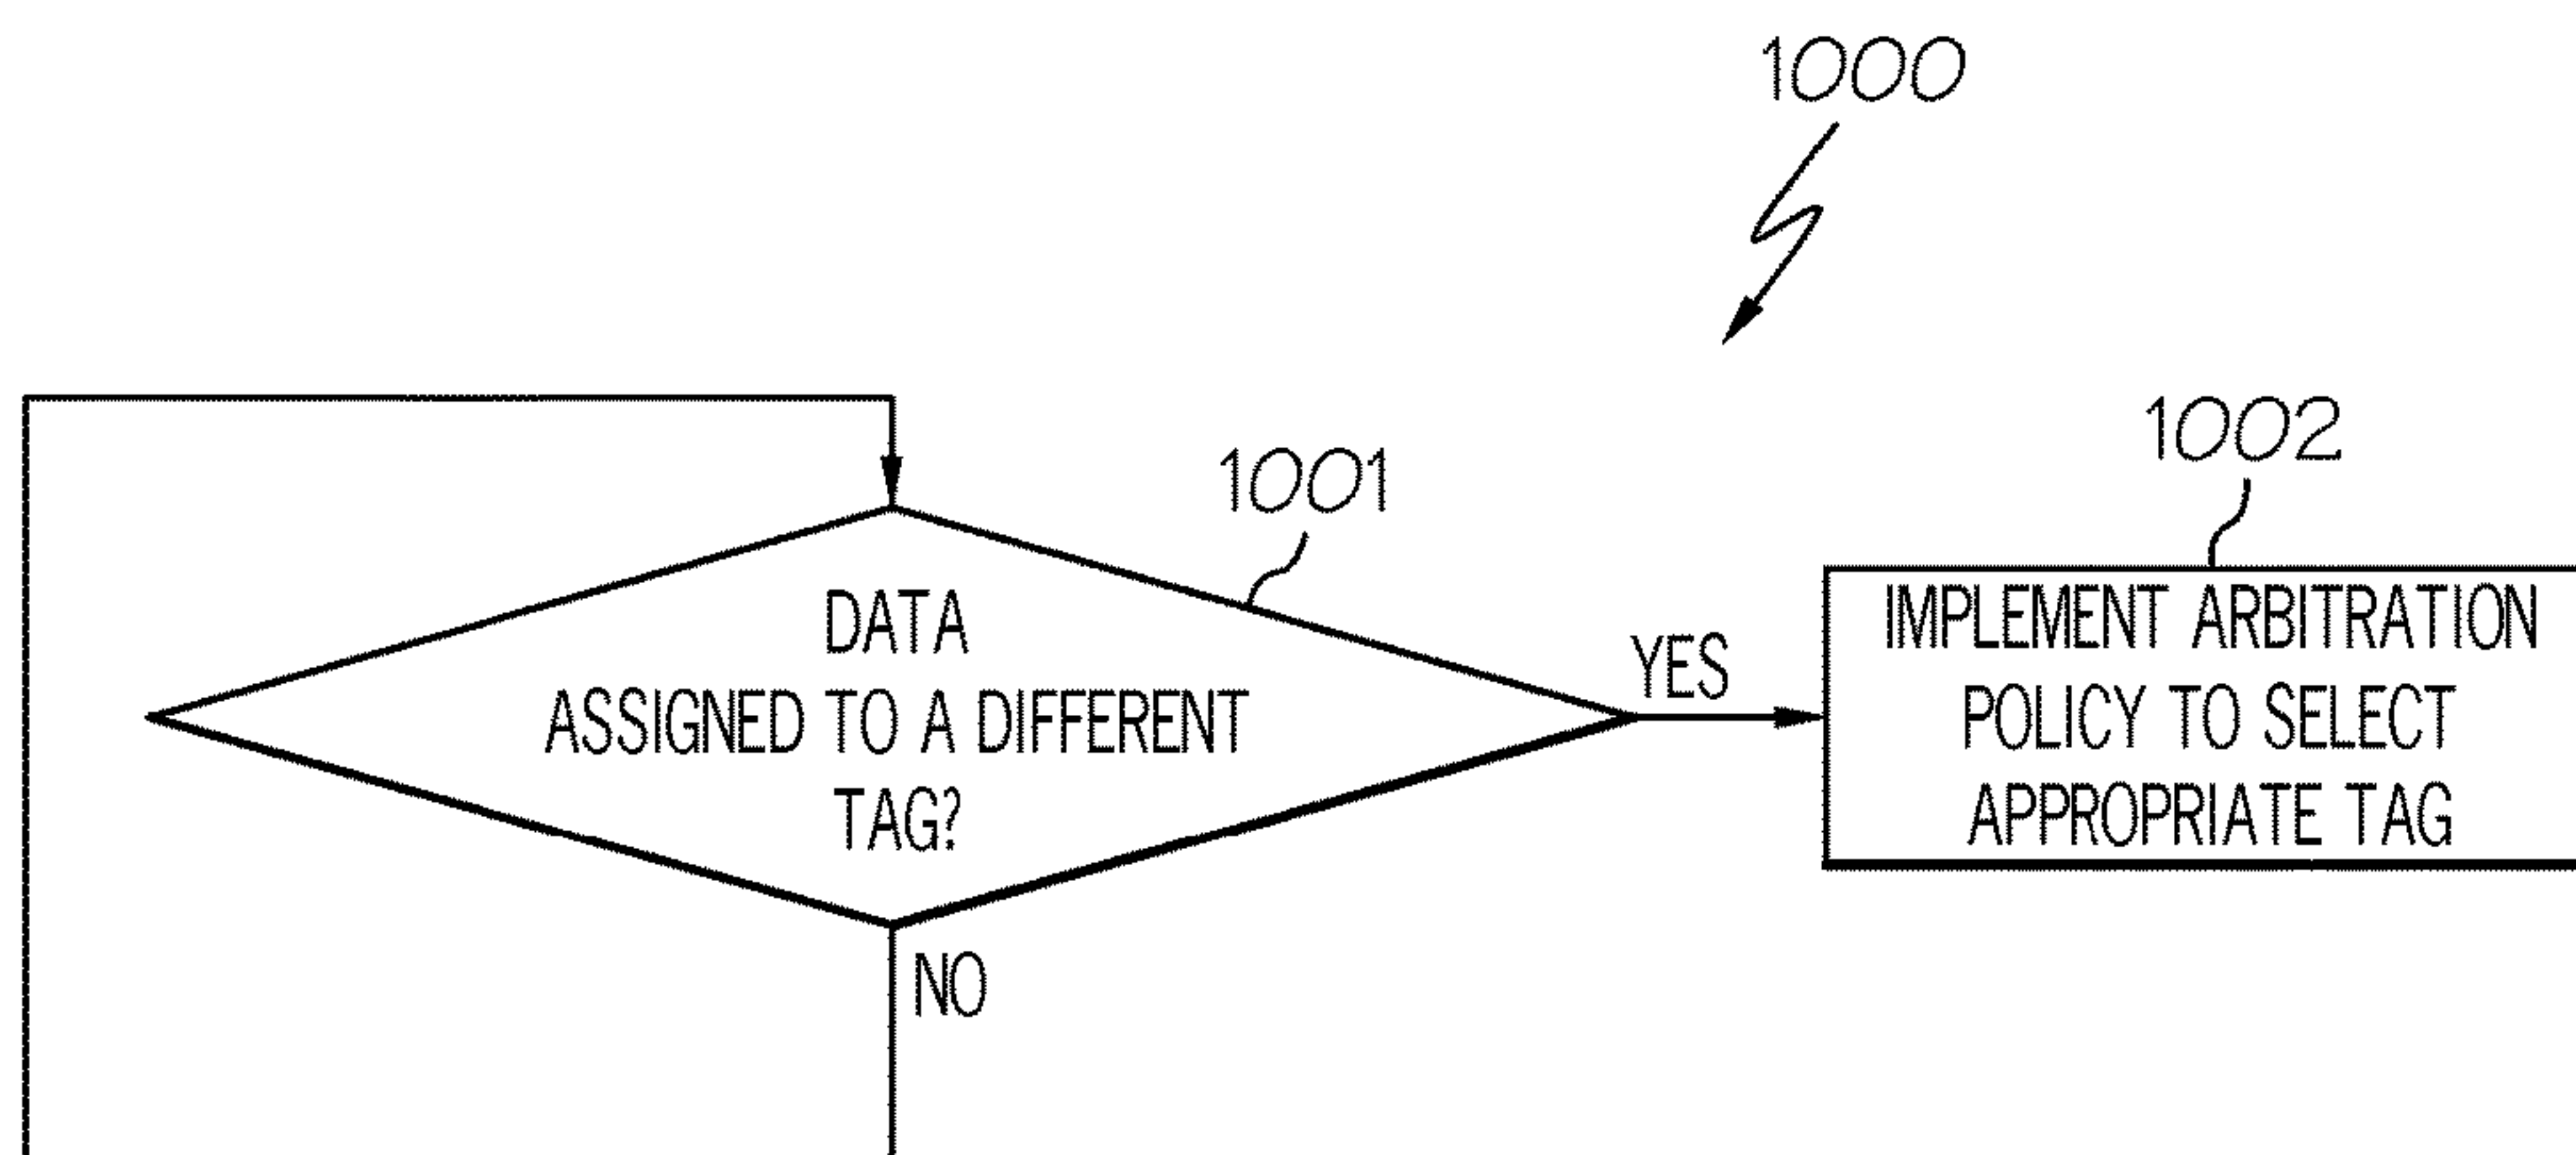 1000
1001
1002
DATA
ASSIGNED TO A DIFFERENT
TAG?
YES
IMPLEMENT ARBITRATION
POLICY TO SELECT
APPROPRIATE TAG
NO